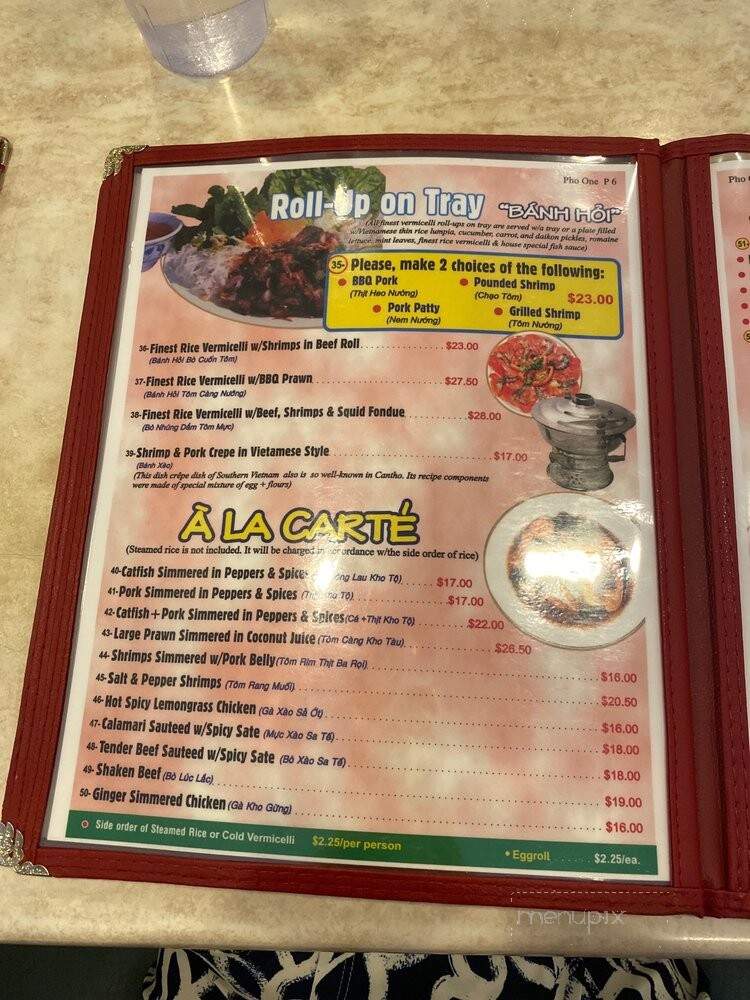 Pho One P 6
Roll-Up on Tray "BÁNH HỎI"
(All finest vermicelli roll-ups on tray are served w/a tray or a plate filled
w/Vietnamese thin rice lumpia, cucumber, carrot, and daikon pickles, romaine
lettuce, mint leaves, finest rice vermicelli & house special fish sauce)
35- Please, make 2 choices of the following:
• BBQ Pork • Pounded Shrimp
(Thịt Heo Nướng) (Chạo Tôm) $23.00
• Pork Patty • Grilled Shrimp
(Nem Nướng) (Tôm Nướng)
36-Finest Rice Vermicelli w/Shrimps in Beef Roll $23.00
(Bánh Hỏi Bò Cuốn Tôm)
37-Finest Rice Vermicelli w/BBQ Prawn $27.50
(Bánh Hỏi Tôm Càng Nướng)
38-Finest Rice Vermicelli w/Beef, Shrimps & Squid Fondue $28.00
(Bò Nhúng Dấm Tôm Mực)
39-Shrimp & Pork Crepe in Vietnamese Style $17.00
(Bánh Xèo)
(This dish crêpe dish of Southern Vietnam also is so well-known in Cantho. Its recipe components
were made of special mixture of egg + flours)
À LA CARTÉ
(Steamed rice is not included. It will be charged in accordance w/the side order of rice)
40-Catfish Simmered in Peppers & Spices Lau Kho Tộ) $17.00
41-Pork Simmered in Peppers & Spices Tộ) $17.00
42-Catfish+Pork Simmered in Peppers & Spices(Cá +Thịt Kho Tộ) $22.00
43-Large Prawn Simmered in Coconut Juice (Tôm Càng Kho Tàu) $26.50
44-Shrimps Simmered w/Pork Belly(Tôm Rim Thịt Ba Rọi) $16.00
45-Salt & Pepper Shrimps (Tôm Rang Muối) $20.50
46-Hot Spicy Lemongrass Chicken (Gà Xào Sả Ớt) $16.00
47-Calamari Sauteed w/Spicy Sate (Mực Xào Sa Tế) $18.00
48-Tender Beef Sauteed w/Spicy Sate (Bò Xào Sa Tế) $18.00
49-Shaken Beef (Bò Lúc Lắc) $19.00
50-Ginger Simmered Chicken(Gà Kho Gừng) $16.00
Side order of Steamed Rice or Cold Vermicelli $2.25/per person • Eggroll $2.25/ea.
menupix